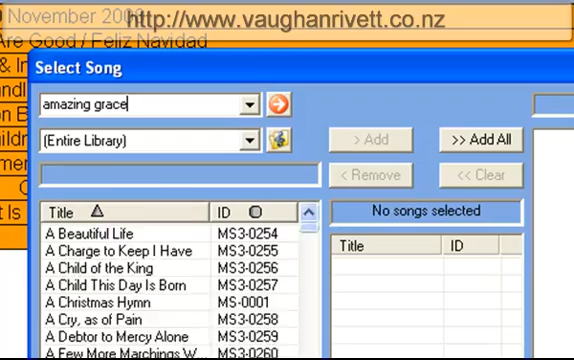 November 200
http://www.vaughanrivett.co.nz
Are Good / Feliz Navidad
& In
Select Song
amazing grace
(Entire Library)
> Add
>> Add All
< Remove
<< Clear
Title
ID
No songs selected
A Beautiful Life MS3-0254
Title
ID
A Charge to Keep I Have MS3-0255
A Child of the King MS3-0256
A Child This Day Is Born MS3-0257
A Christmas Hymn MS-0001
A Cry, as of Pain MS3-0258
A Debtor to Mercy Alone MS3-0259
A Few More Marchings W... MS3-0260